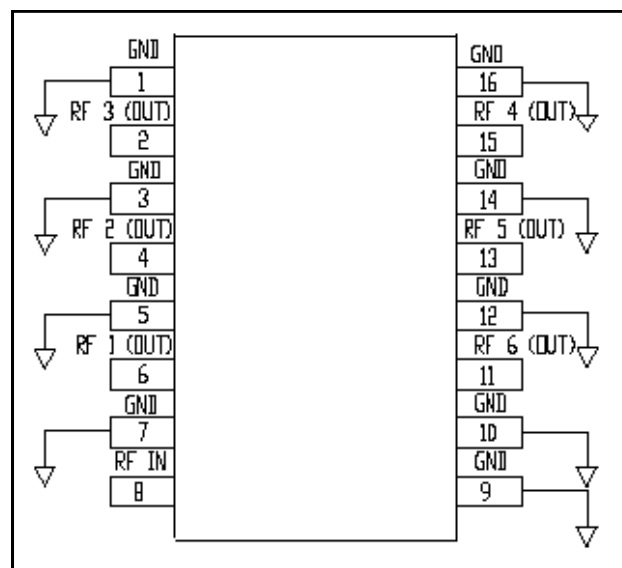 GND
1
RF 3 (OUT)
2
GND
3
RF 2 (OUT)
4
GND
5
RF 1 (OUT)
6
GND
7
RF IN
8
GND
16
RF 4 (OUT)
15
GND
14
RF 5 (OUT)
13
GND
12
RF 6 (OUT)
11
GND
10
GND
9